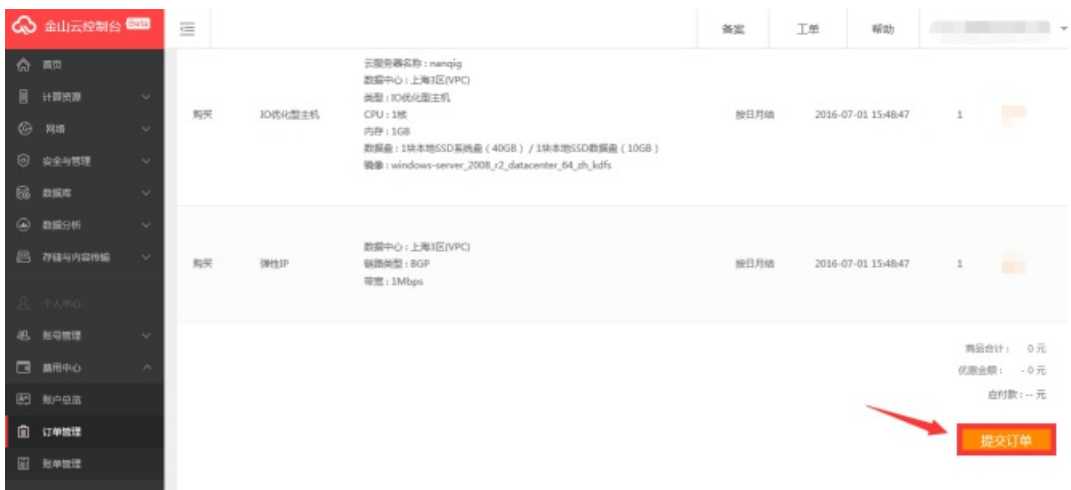 金山云控制台 Beta
备案
工单
帮助
首页
计算资源
网络
安全与管理
数据库
数据分析
存储与内容传输
个人中心
账号管理
费用中心
账户总览
订单管理
账单管理
购买
IO优化型主机
云服务器名称 : nanqig
数据中心 : 上海3区(VPC)
类型 : IO优化型主机
CPU : 1核
内存 : 1GB
数据盘 : 1块本地SSD系统盘 ( 40GB ) / 1块本地SSD数据盘 ( 10GB )
镜像 : windows-server_2008_r2_datacenter_64_zh_kdfs
按日月结
2016-07-01 15:48:47
1
购买
弹性IP
数据中心 : 上海3区(VPC)
链路类型 : BGP
带宽 : 1Mbps
按日月结
2016-07-01 15:48:47
1
商品合计 : 0 元
优惠金额 : - 0 元
应付款 : -- 元
提交订单